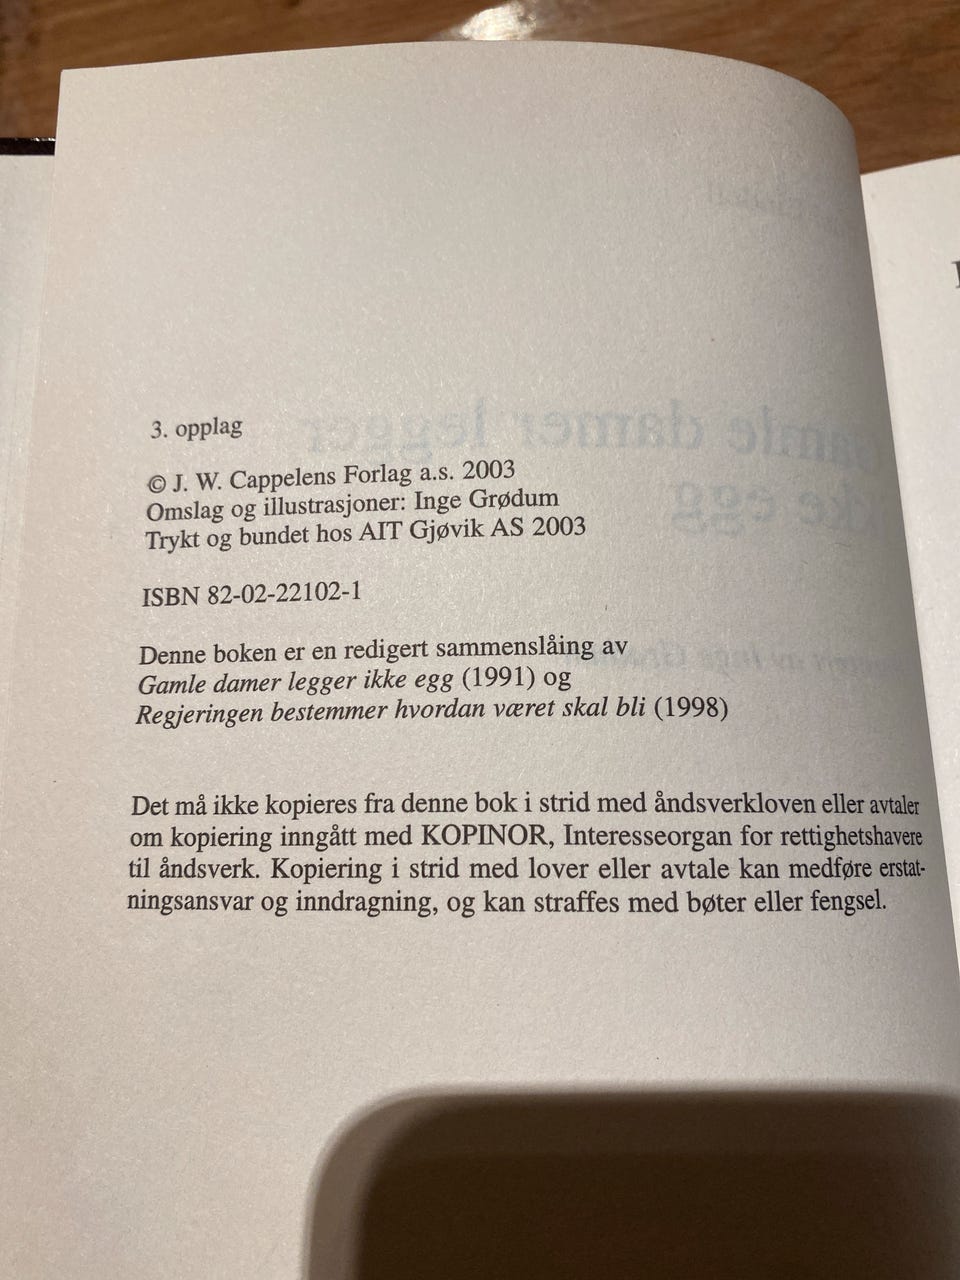 3. opplag
© J. W. Cappelens Forlag a.s. 2003
Omslag og illustrasjoner: Inge Grødum
Trykt og bundet hos AIT Gjøvik AS 2003
ISBN 82-02-22102-1
Denne boken er en redigert sammenslåing av
Gamle damer legger ikke egg (1991) og
Regjeringen bestemmer hvordan været skal bli (1998)
Det må ikke kopieres fra denne bok i strid med åndsverkloven eller avtaler
om kopiering inngått med KOPINOR, Interesseorgan for rettighetshavere
til åndsverk. Kopiering i strid med lover eller avtale kan medføre erstat-
ningsansvar og inndragning, og kan straffes med bøter eller fengsel.